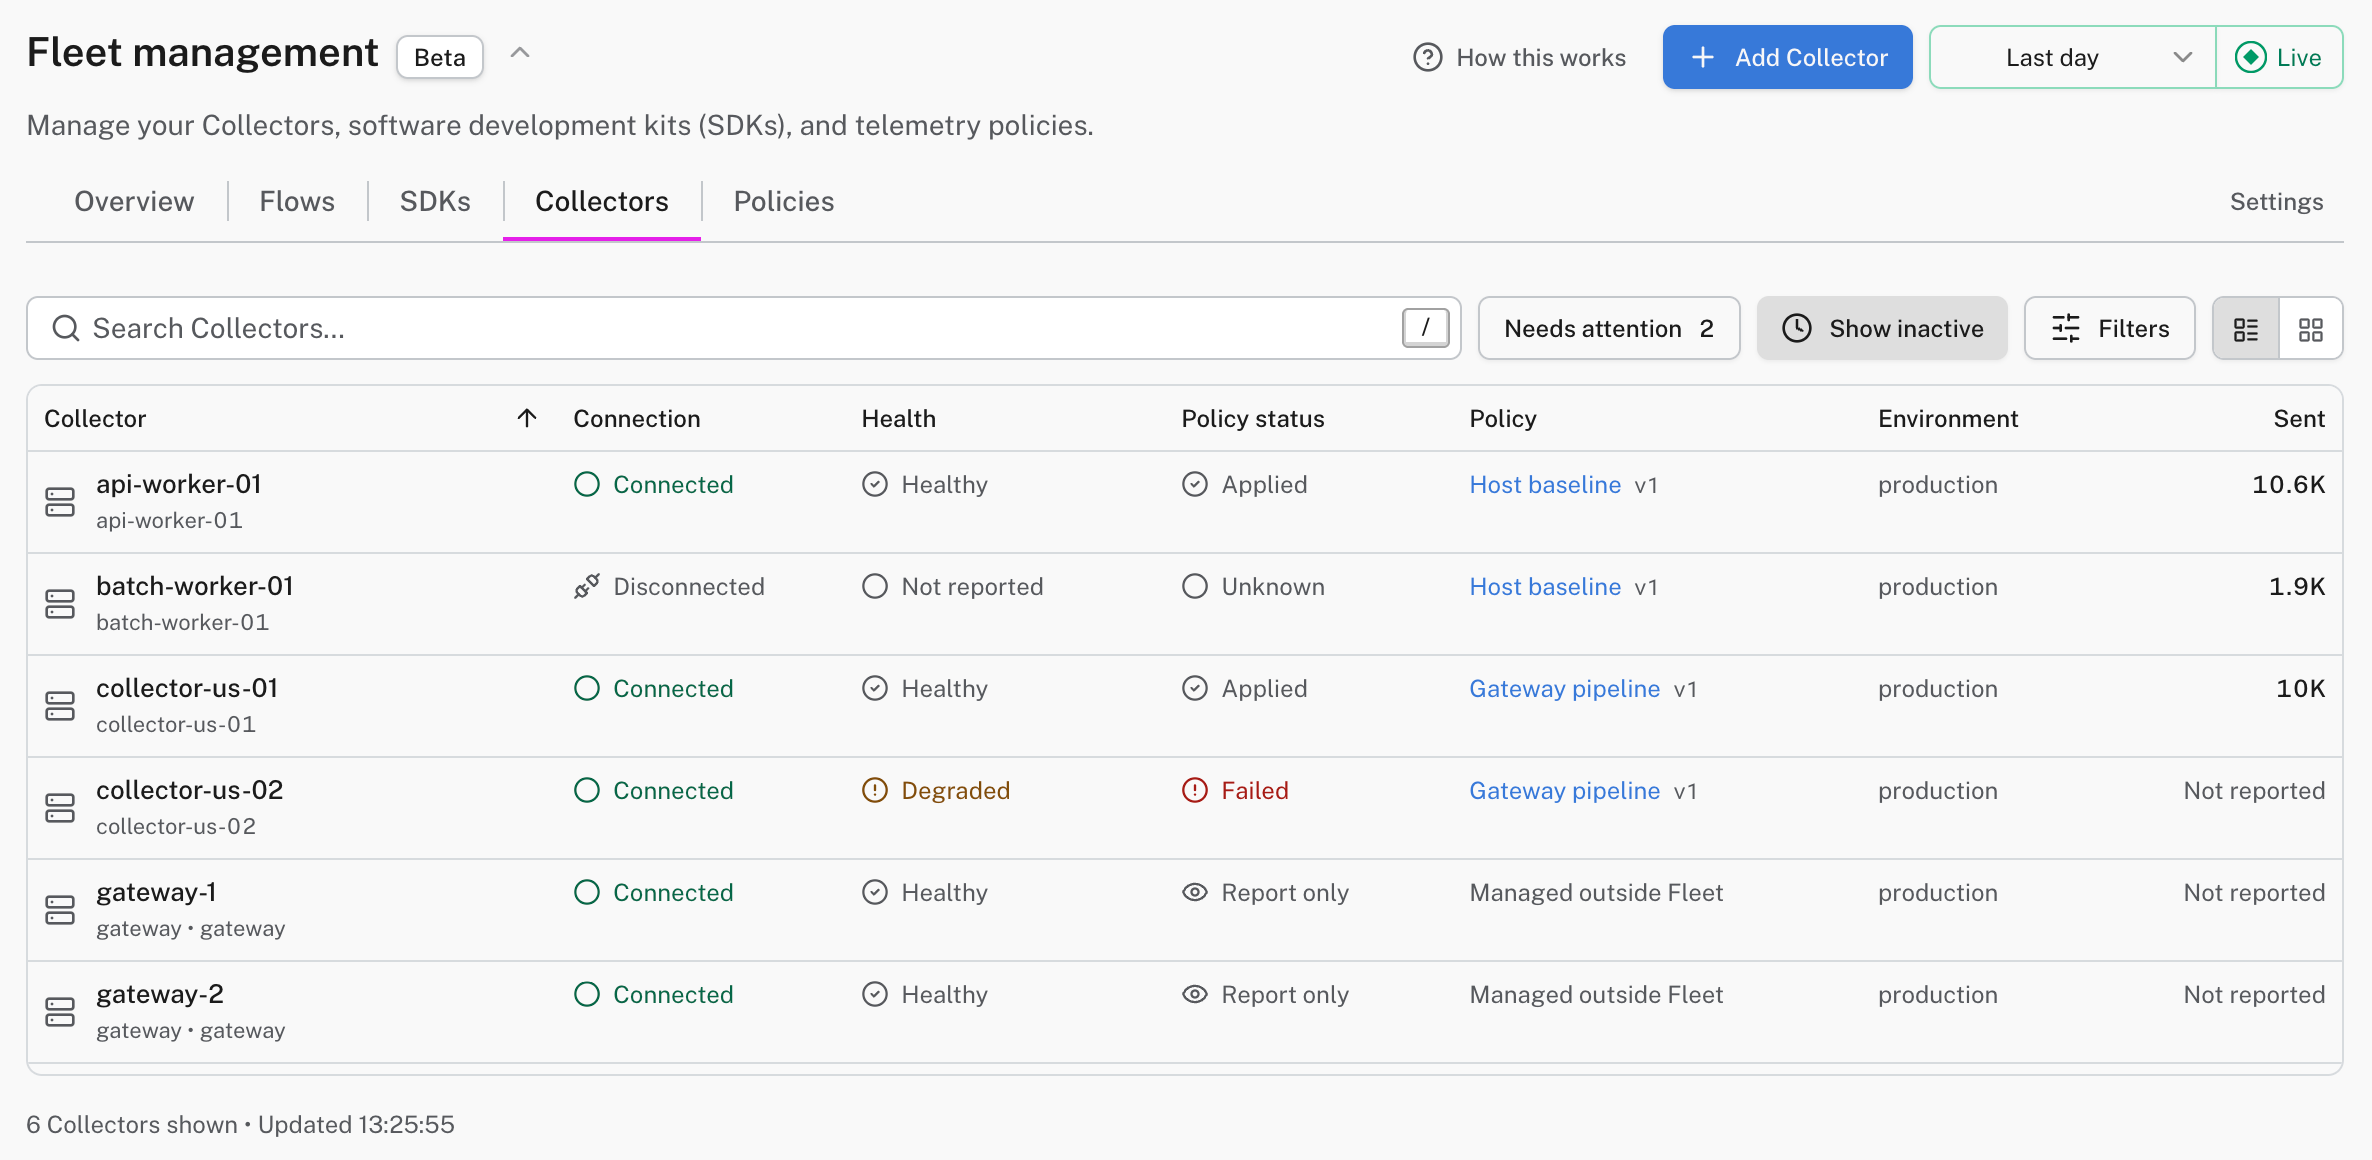 Fleet management Beta
How this works
+ Add Collector
Last day
Live
Manage your Collectors, software development kits (SDKs), and telemetry policies.
Overview Flows SDKs Collectors Policies Settings
Search Collectors... /
Needs attention 2
Show inactive
Filters
Collector Connection Health Policy status Policy Environment Sent
api-worker-01 Connected Healthy Applied Host baseline v1 production 10.6K
api-worker-01
batch-worker-01 Disconnected Not reported Unknown Host baseline v1 production 1.9K
batch-worker-01
collector-us-01 Connected Healthy Applied Gateway pipeline v1 production 10K
collector-us-01
collector-us-02 Connected Degraded Failed Gateway pipeline v1 production Not reported
collector-us-02
gateway-1 Connected Healthy Report only Managed outside Fleet production Not reported
gateway • gateway
gateway-2 Connected Healthy Report only Managed outside Fleet production Not reported
gateway • gateway
6 Collectors shown • Updated 13:25:55